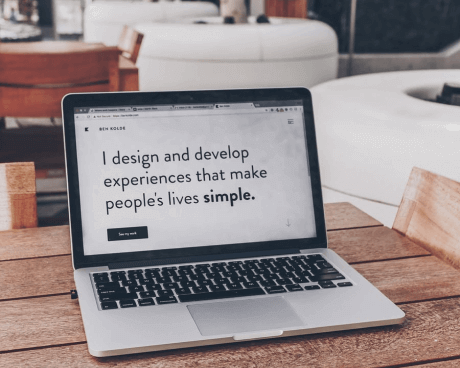 BEN KOLDE
I design and develop
experiences that make
people's lives simple.
See my work